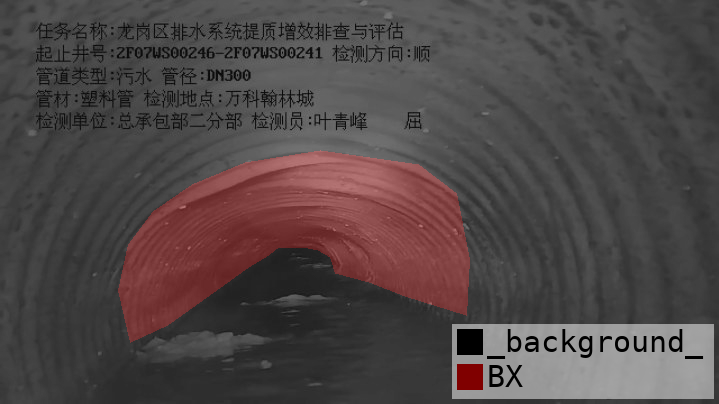 任务名称:龙岗区排水系统提质增效排查与评估
起止井号:2F07WS00246-2F07WS00241 检测方向:顺
管道类型:污水 管径:DN300
管材:塑料管 检测地点:万科翰林城
检测单位:总承包部二分部 检测员:叶青峰 屈
_background_
BX